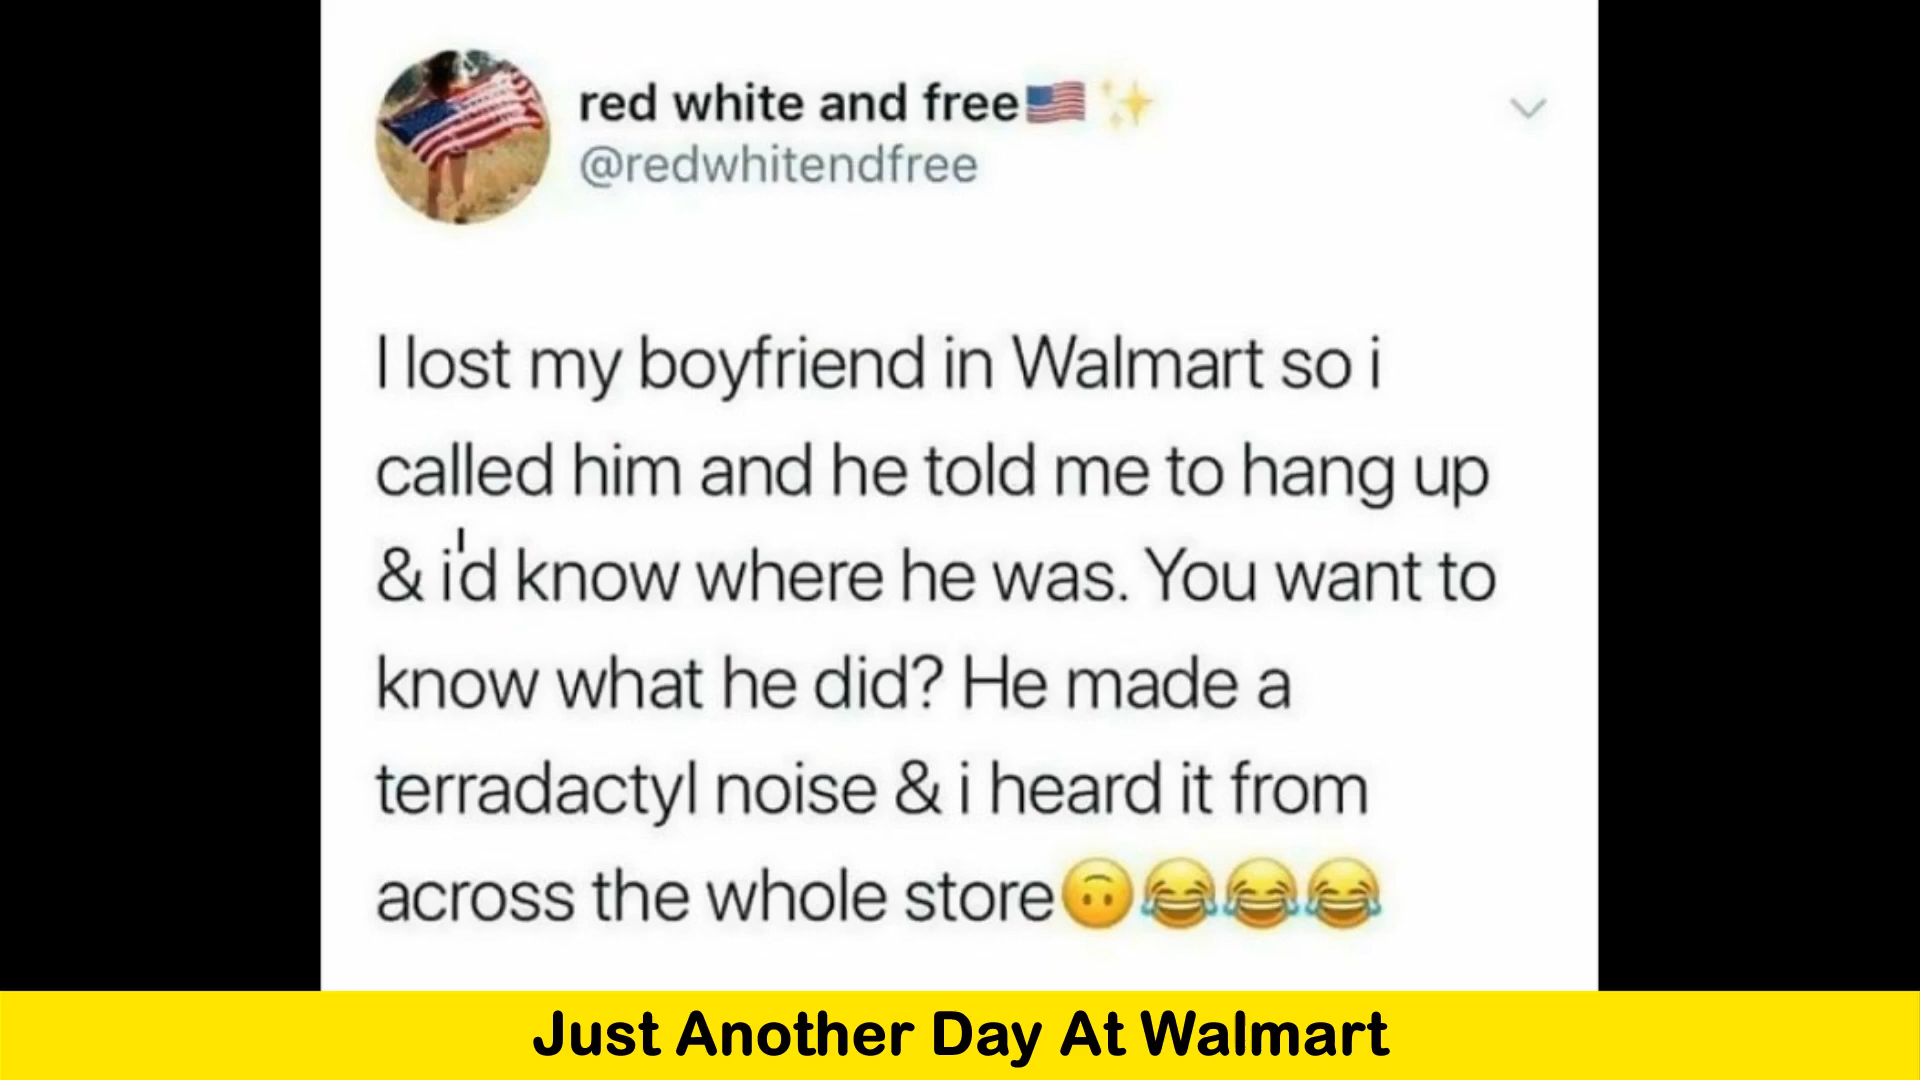 red white and free🇺🇸 ✨
@redwhitendfree
I lost my boyfriend in Walmart so i
called him and he told me to hang up
& i'd know where he was. You want to
know what he did? He made a
terradactyl noise & i heard it from
across the whole store🙃😂😂😂
Just Another Day At Walmart